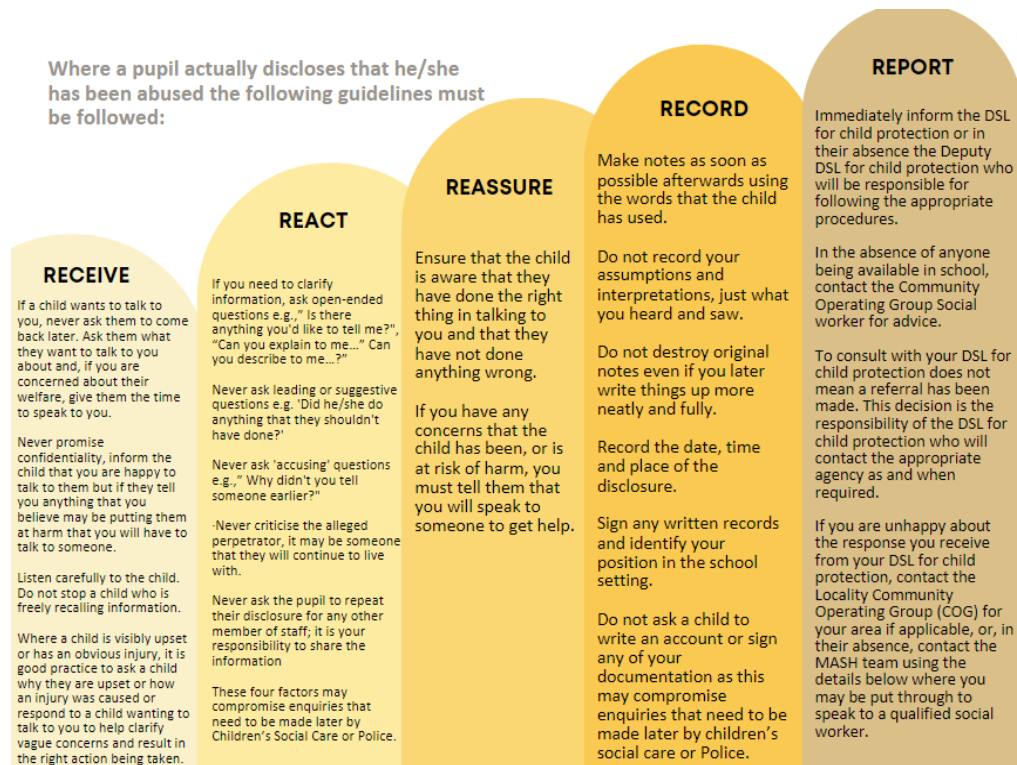 Where a pupil actually discloses that he/she
has been abused the following guidelines must
be followed:
RECEIVE
If a child wants to talk to
you, never ask them to come
back later. Ask them what
they want to talk to you
about and, if you are
concerned about their
welfare, give them the time
to speak to you.
Never promise
confidentiality, inform the
child that you are happy to
talk to them but if they tell
you anything that you
believe may be putting them
at harm that you will have to
talk to someone.
Listen carefully to the child.
Do not stop a child who is
freely recalling information.
Where a child is visibly upset
or has an obvious injury, it is
good practice to ask a child
why they are upset or how
an injury was caused or
respond to a child wanting to
talk to you to help clarify
vague concerns and result in
the right action being taken.
REACT
If you need to clarify
information, ask open-ended
questions e.g.," Is there
anything you'd like to tell me?",
“Can you explain to me…” Can
you describe to me…?”
Never ask leading or suggestive
questions e.g. 'Did he/she do
anything that they shouldn't
have done?'
Never ask 'accusing' questions
e.g.,” Why didn't you tell
someone earlier?"
-Never criticise the alleged
perpetrator, it may be someone
that they will continue to live
with.
Never ask the pupil to repeat
their disclosure for any other
member of staff; it is your
responsibility to share the
information
These four factors may
compromise enquiries that
need to be made later by
Children’s Social Care or Police.
REASSURE
Ensure that the child
is aware that they
have done the right
thing in talking to
you and that they
have not done
anything wrong.
If you have any
concerns that the
child has been, or is
at risk of harm, you
must tell them that
you will speak to
someone to get help.
RECORD
Make notes as soon as
possible afterwards using
the words that the child
has used.
Do not record your
assumptions and
interpretations, just what
you heard and saw.
Do not destroy original
notes even if you later
write things up more
neatly and fully.
Record the date, time
and place of the
disclosure.
Sign any written records
and identify your
position in the school
setting.
Do not ask a child to
write an account or sign
any of your
documentation as this
may compromise
enquiries that need to be
made later by children’s
social care or Police.
REPORT
Immediately inform the DSL
for child protection or in
their absence the Deputy
DSL for child protection who
will be responsible for
following the appropriate
procedures.
In the absence of anyone
being available in school,
contact the Community
Operating Group Social
worker for advice.
To consult with your DSL for
child protection does not
mean a referral has been
made. This decision is the
responsibility of the DSL for
child protection who will
contact the appropriate
agency as and when
required.
If you are unhappy about
the response you receive
from your DSL for child
protection, contact the
Locality Community
Operating Group (COG) for
your area if applicable, or, in
their absence, contact the
MASH team using the
details below where you
may be put through to
speak to a qualified social
worker.